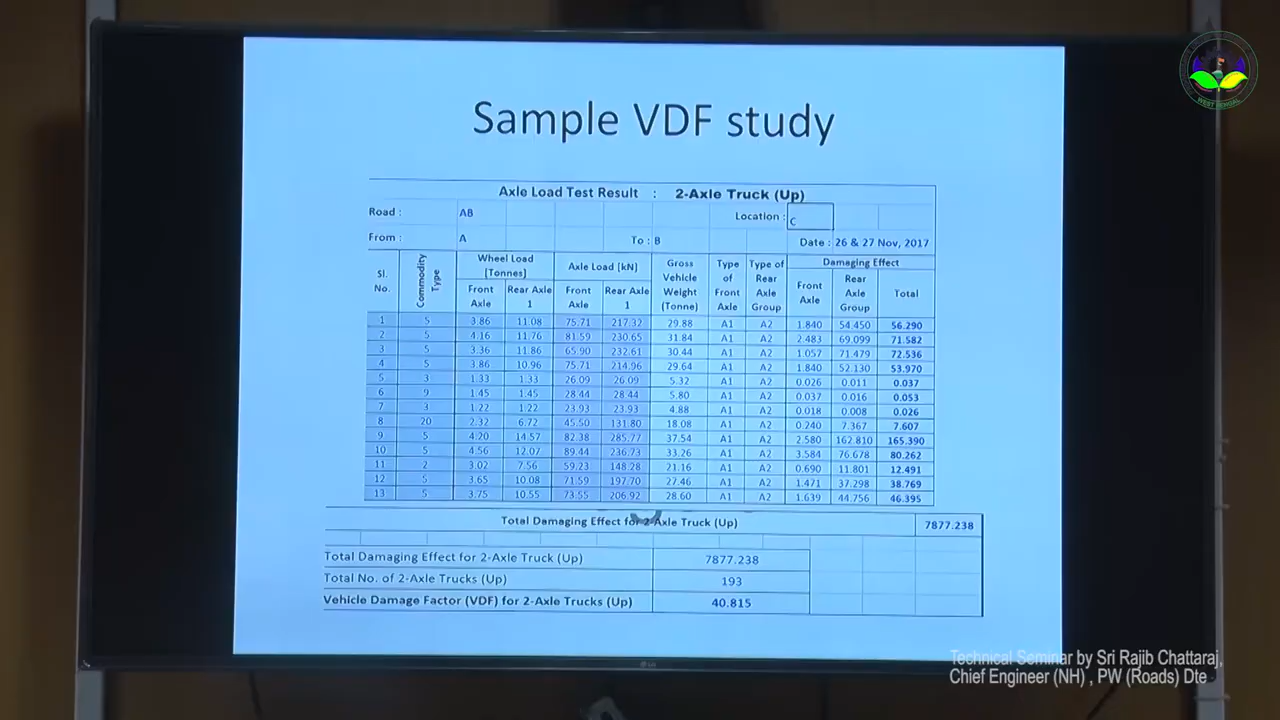 Sample VDF study
Axle Load Test Result : 2-Axle Truck (Up)
Road : AB Location : C
From : A To : B Date : 26 & 27 Nov, 2017
Sl. No. Commodity Type Wheel Load [Tonnes] Axle Load [kN] Gross Vehicle Weight (Tonne) Type of Front Axle Type of Rear Axle Group Damaging Effect
Front Axle Rear Axle 1 Front Axle Rear Axle 1 Front Axle Rear Axle Group Total
1 5 3.86 11.08 75.71 217.32 29.88 A1 A2 1.840 54.450 56.290
2 5 4.16 11.76 81.59 230.65 31.84 A1 A2 2.483 69.099 71.582
3 5 3.36 11.86 65.90 232.61 30.44 A1 A2 1.057 71.479 72.536
4 5 3.86 10.96 75.71 214.96 29.64 A1 A2 1.840 52.130 53.970
5 3 1.33 1.33 26.09 26.09 5.32 A1 A2 0.026 0.011 0.037
6 9 1.45 1.45 28.44 28.44 5.80 A1 A2 0.037 0.016 0.053
7 3 1.22 1.22 23.93 23.93 4.88 A1 A2 0.018 0.008 0.026
8 20 2.32 6.72 45.50 131.80 18.08 A1 A2 0.240 7.367 7.607
9 5 4.20 14.57 82.38 285.77 37.54 A1 A2 2.580 162.810 165.390
10 5 4.56 12.07 89.44 236.73 33.26 A1 A2 3.584 76.678 80.262
11 2 3.02 7.56 59.23 148.28 21.16 A1 A2 0.690 11.801 12.491
12 5 3.65 10.08 71.59 197.70 27.46 A1 A2 1.471 37.298 38.769
13 5 3.75 10.55 73.55 206.92 28.60 A1 A2 1.639 44.756 46.395
Total Damaging Effect for 2-Axle Truck (Up) 7877.238
Total Damaging Effect for 2-Axle Truck (Up) 7877.238
Total No. of 2-Axle Trucks (Up) 193
Vehicle Damage Factor (VDF) for 2-Axle Trucks (Up) 40.815
LG
Technical Seminar by Sri Rajib Chattaraj,
Chief Engineer (NH) , PW (Roads) Dte
WEST BENGAL